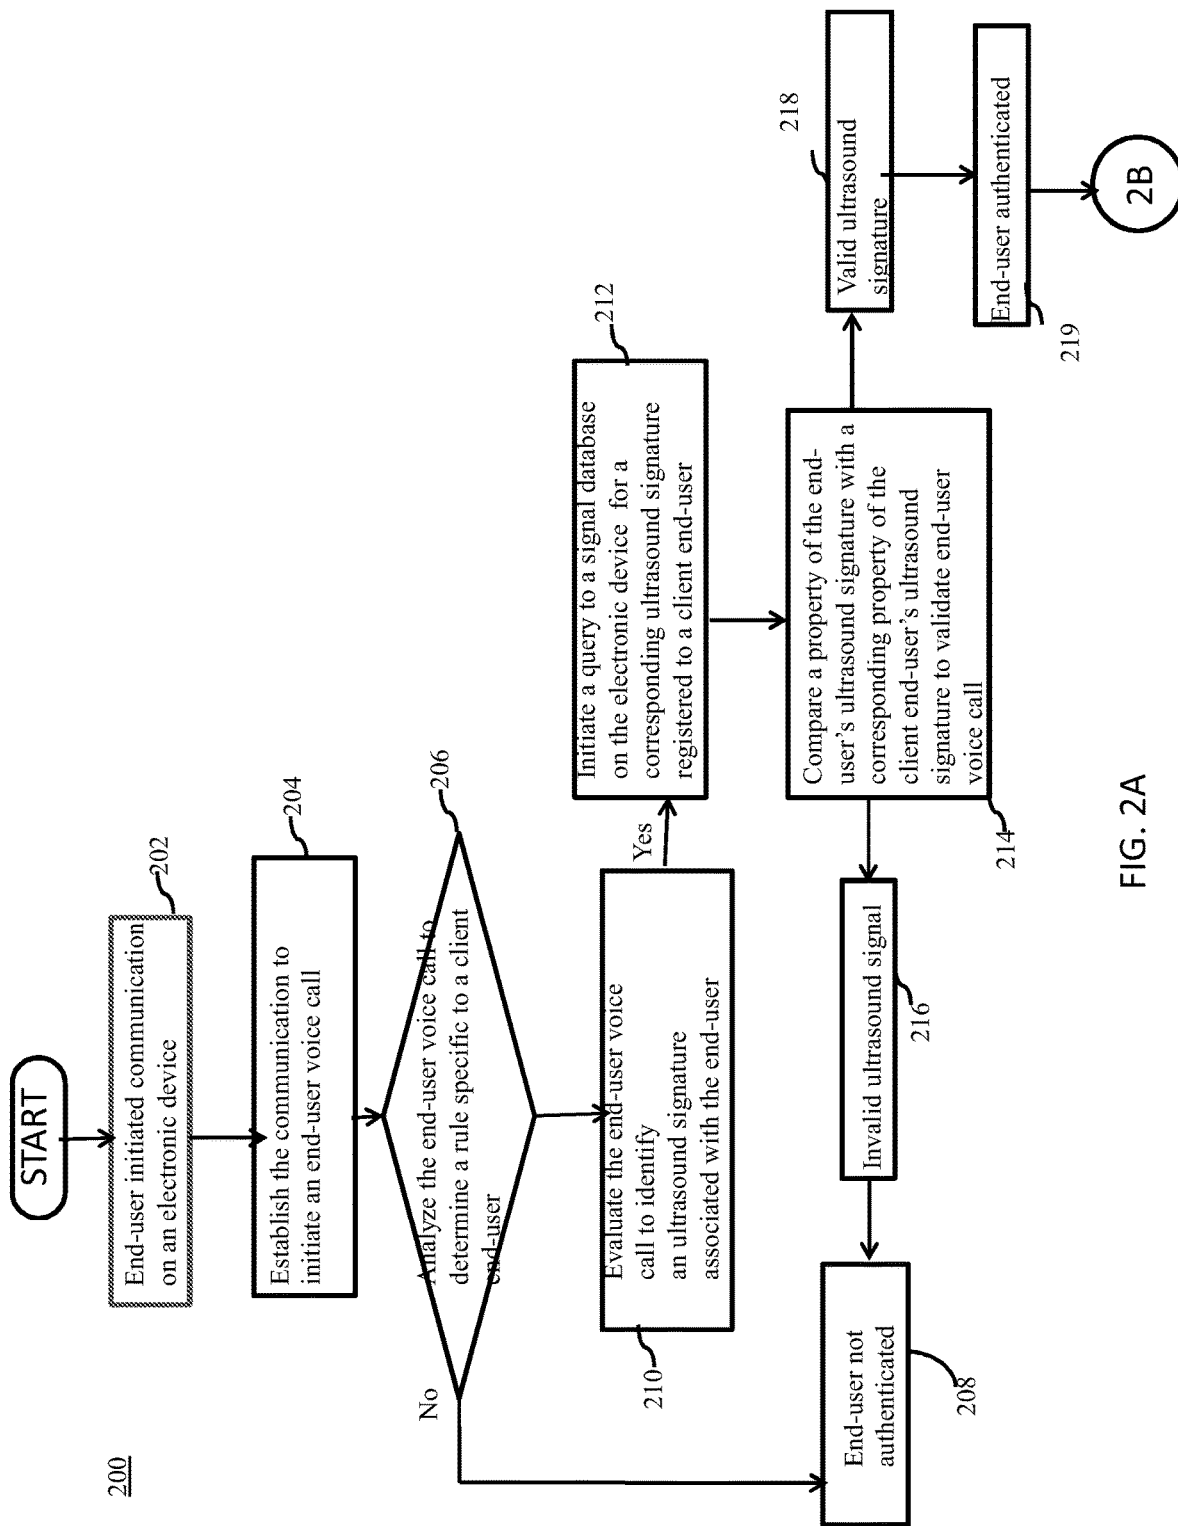 200
START
End-user initiated communication
on an electronic device
202
Establish the communication to
initiate an end-user voice call
204
Analyze the end-user voice call to
determine a rule specific to a client
end-user
206
No
Evaluate the end-user voice
call to identify
an ultrasound signature
associated with the end-user
210
Yes
Initiate a query to a signal database
on the electronic device for a
corresponding ultrasound signature
registered to a client end-user
212
Compare a property of the end-
user's ultrasound signature with a
corresponding property of the
client end-user's ultrasound
signature to validate end-user
voice call
214
Invalid ultrasound signal
216
End-user not
authenticated
208
Valid ultrasound
signature
218
End-user authenticated
219
2B
FIG. 2A